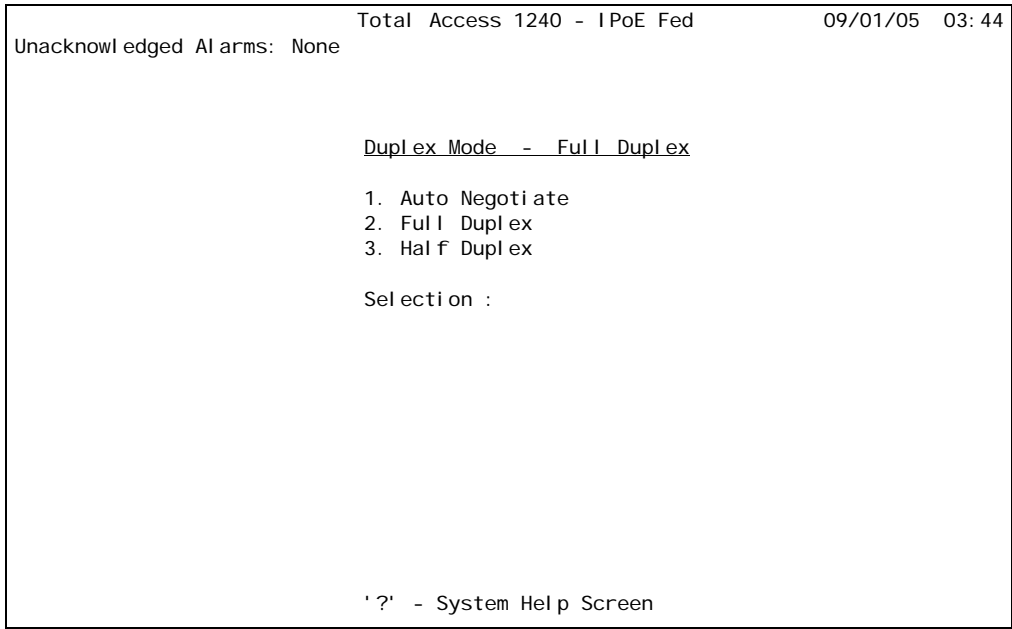 Total Access 1240 - IPoE Fed 09/01/05 03:44
Unacknowledged Alarms: None
Duplex Mode - Full Duplex
1. Auto Negotiate
2. Full Duplex
3. Half Duplex
Selection :
'?' - System Help Screen